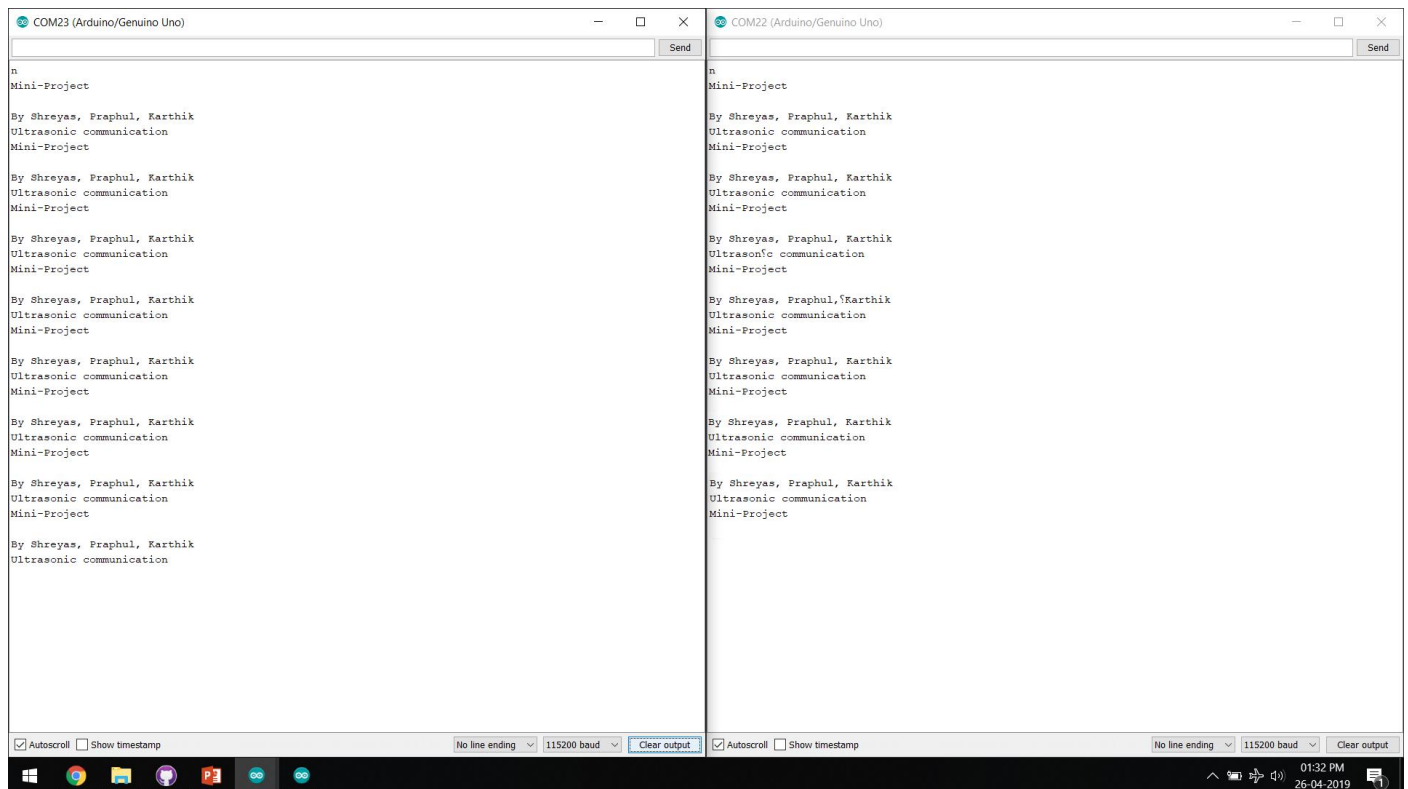 COM23 (Arduino/Genuino Uno)
Send
n
Mini-Project

By Shreyas, Praphul, Karthik
Ultrasonic communication
Mini-Project

By Shreyas, Praphul, Karthik
Ultrasonic communication
Mini-Project

By Shreyas, Praphul, Karthik
Ultrasonic communication
Mini-Project

By Shreyas, Praphul, Karthik
Ultrasonic communication
Mini-Project

By Shreyas, Praphul, Karthik
Ultrasonic communication
Mini-Project

By Shreyas, Praphul, Karthik
Ultrasonic communication
Mini-Project

By Shreyas, Praphul, Karthik
Ultrasonic communication
Mini-Project

By Shreyas, Praphul, Karthik
Ultrasonic communication
Autoscroll Show timestamp No line ending 115200 baud Clear output
COM22 (Arduino/Genuino Uno)
Send
n
Mini-Project

By Shreyas, Praphul, Karthik
Ultrasonic communication
Mini-Project

By Shreyas, Praphul, Karthik
Ultrasonic communication
Mini-Project

By Shreyas, Praphul, Karthik
Ultrason⸮c communication
Mini-Project

By Shreyas, Praphul,⸮Karthik
Ultrasonic communication
Mini-Project

By Shreyas, Praphul, Karthik
Ultrasonic communication
Mini-Project

By Shreyas, Praphul, Karthik
Ultrasonic communication
Mini-Project

By Shreyas, Praphul, Karthik
Ultrasonic communication
Mini-Project
Autoscroll Show timestamp No line ending 115200 baud Clear output
01:32 PM
26-04-2019
1